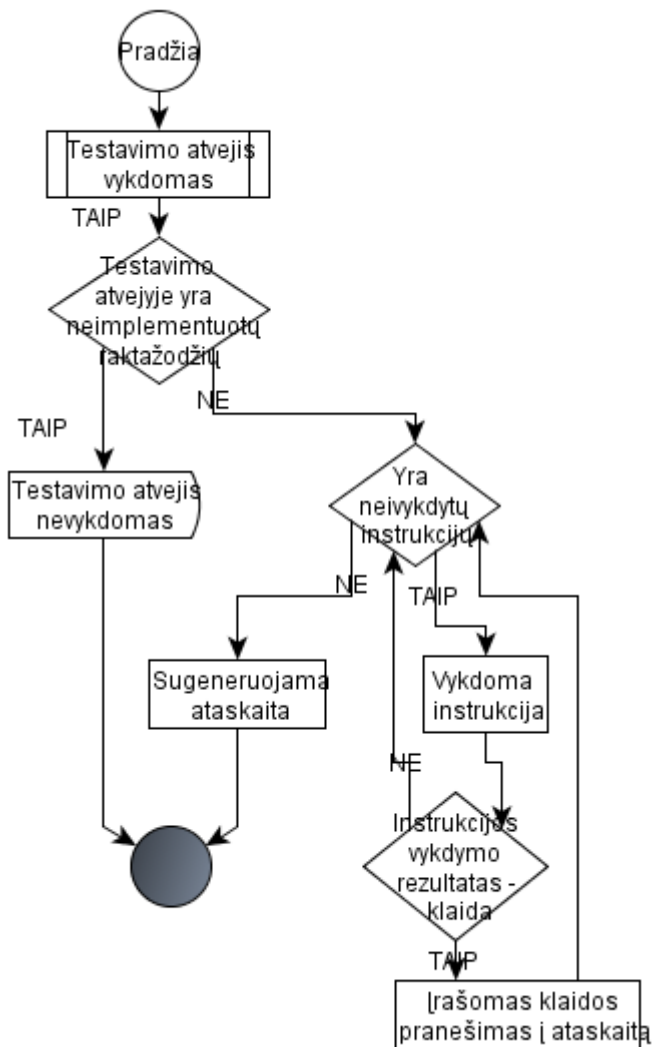 Pradžia
Testavimo atvejis
vykdomas
TAIP
Testavimo
atvejyje yra
neimplementuotų
raktažodžių
NE
TAIP
Testavimo atvejis
nevykdomas
Yra
neivykdytų
instrukcijų
NE
TAIP
Sugeneruojama
ataskaita
Vykdoma
instrukcija
NE
Instrukcijos
vykdymo
rezultatas -
klaida
TAIP
Įrašomas klaidos
pranešimas į ataskaitą